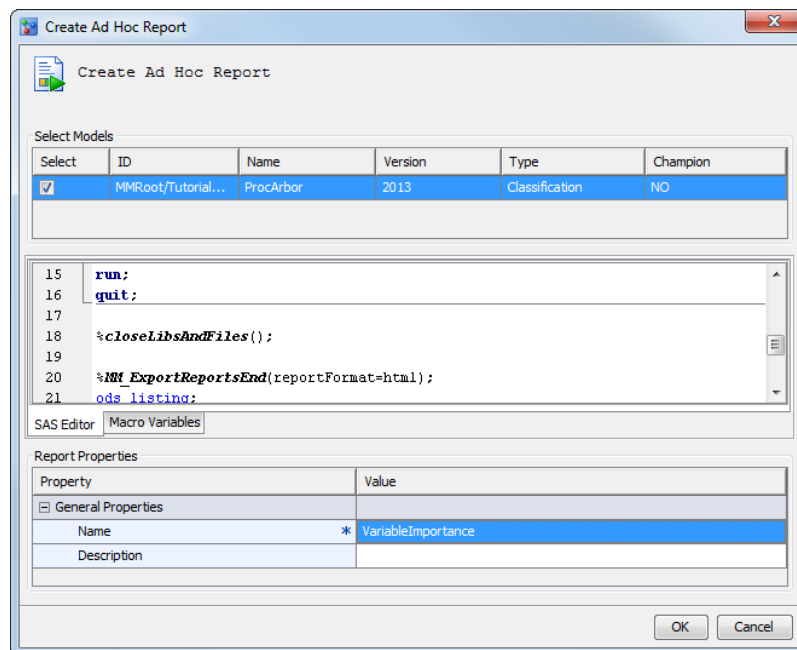 Create Ad Hoc Report
Create Ad Hoc Report
Select Models
Select ID Name Version Type Champion
MMRoot/Tutorial... ProcArbor 2013 Classification NO
15 run;
16 quit;
17
18 %closeLibsAndFiles();
19
20 %MM_ExportReportsEnd(reportFormat=html);
21 ods listing;
SAS Editor Macro Variables
Report Properties
Property Value
General Properties
Name * VariableImportance
Description
OK Cancel